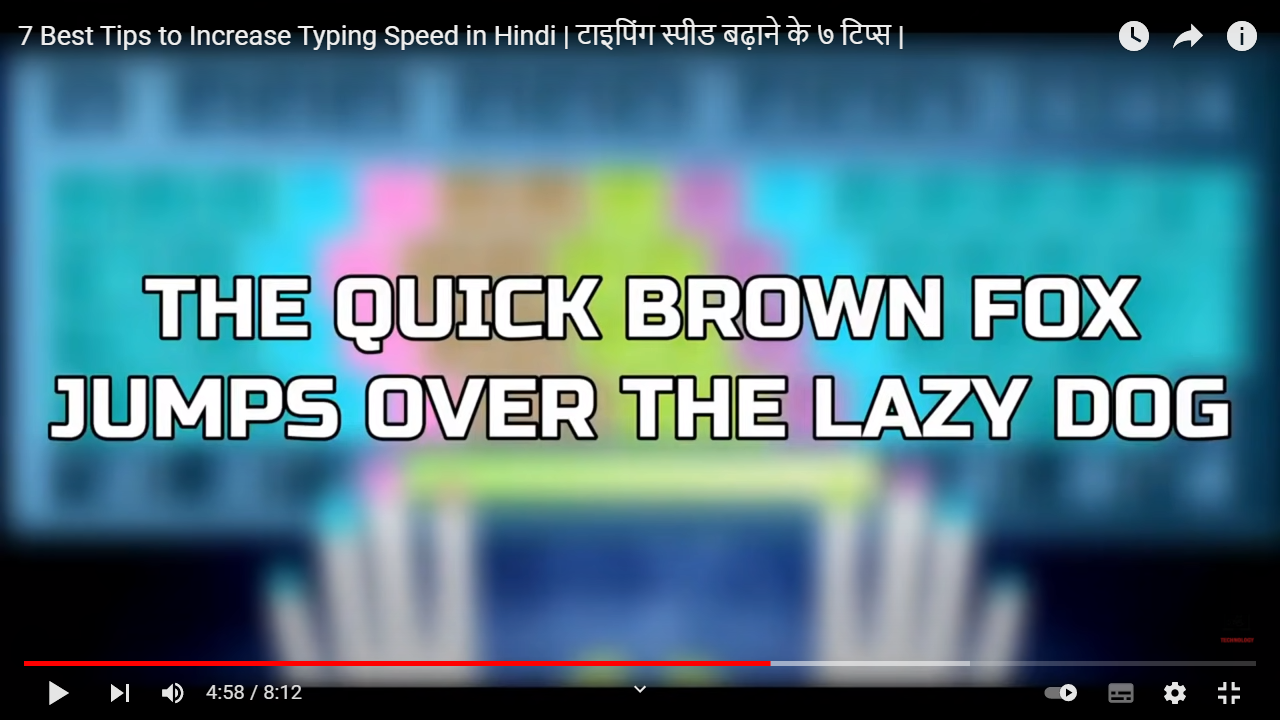 7 Best Tips to Increase Typing Speed in Hindi | टाइपिंग स्पीड बढ़ाने के ७ टिप्स |
THE QUICK BROWN FOX
JUMPS OVER THE LAZY DOG
4:58 / 8:12